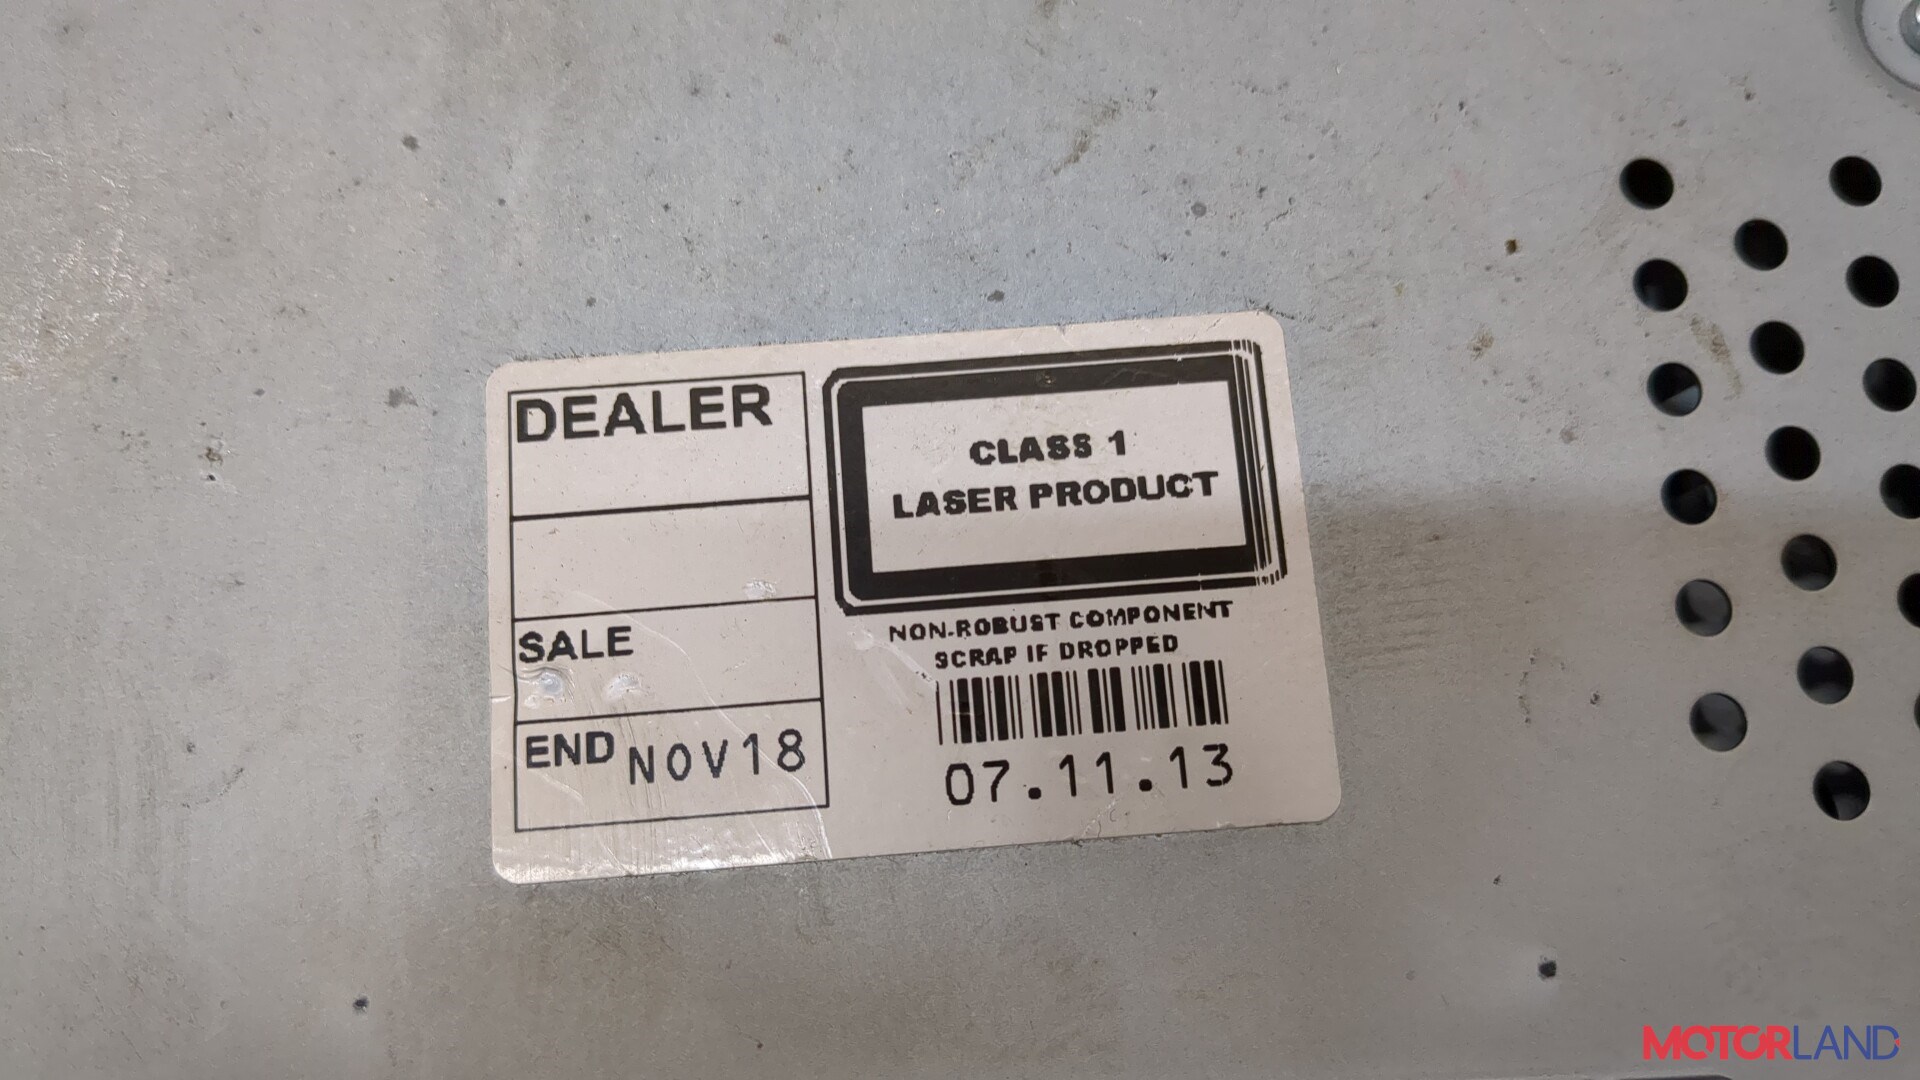 DEALER
SALE
END NOV18
CLASS 1
LASER PRODUCT
NON-ROBUST COMPONENT
SCRAP IF DROPPED
07.11.13
MOTORLAND